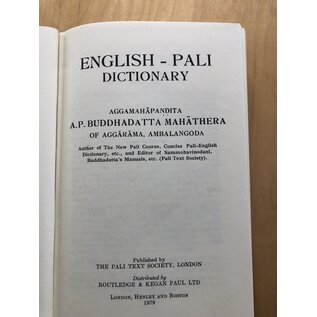 ENGLISH - PALI
DICTIONARY
AGGAMAHĀPANDITA
A.P. BUDDHADATTA MAHĀTHERA
OF AGGĀRĀMA, AMBALANGODA
Author of The New Pali Course, Concise Pali-English
Dictionary, etc., and Editor of Sammohavinodanī,
Buddhadatta's Manuals, etc. (Pali Text Society).
Published by
THE PALI TEXT SOCIETY, LONDON
Distributed by
ROUTLEDGE & KEGAN PAUL LTD
LONDON, HENLEY AND BOSTON
1979